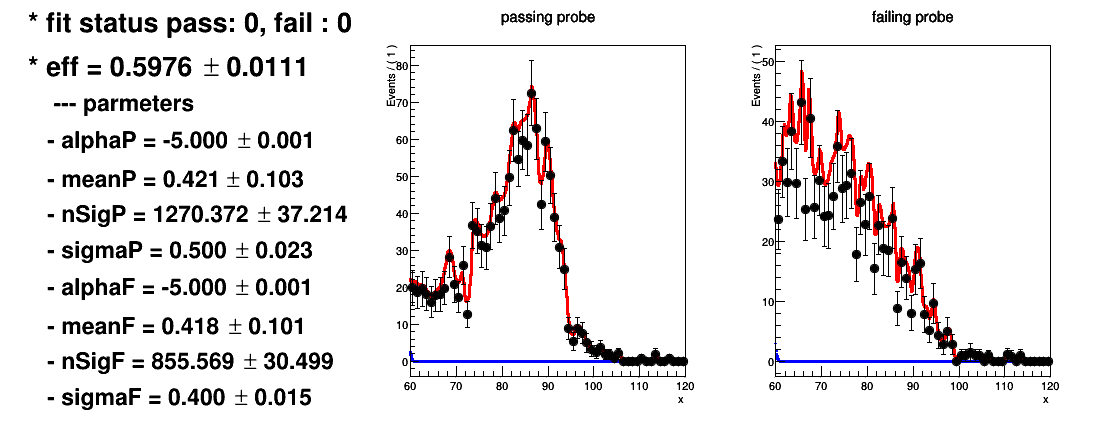 * fit status pass: 0, fail : 0
* eff = 0.5976 ± 0.0111
--- parmeters
- alphaP = -5.000 ± 0.001
- meanP = 0.421 ± 0.103
- nSigP = 1270.372 ± 37.214
- sigmaP = 0.500 ± 0.023
- alphaF = -5.000 ± 0.001
- meanF = 0.418 ± 0.101
- nSigF = 855.569 ± 30.499
- sigmaF = 0.400 ± 0.015
passing probe
Events / ( 1 )
80
70
60
50
40
30
20
10
0
60 70 80 90 100 110 120
x
failing probe
Events / ( 1 )
50
40
30
20
10
0
60 70 80 90 100 110 120
x